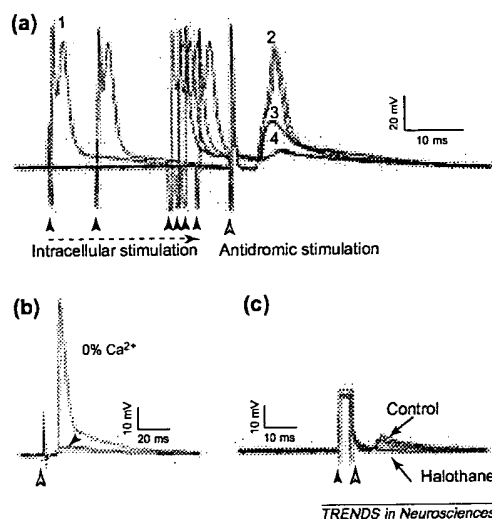 (a)
1
2
3
4
20 mV
10 ms
Intracellular stimulation
Antidromic stimulation
(b)
0% Ca²⁺
10 mV
20 ms
(c)
10 mV
10 ms
Control
Halothane
TRENDS in Neurosciences